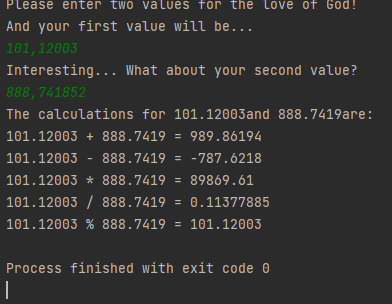 Please enter two values for the love of God!
And your first value will be...
101,12003
Interesting... What about your second value?
888,741852
The calculations for 101.12003and 888.7419are:
101.12003 + 888.7419 = 989.86194
101.12003 - 888.7419 = -787.6218
101.12003 * 888.7419 = 89869.61
101.12003 / 888.7419 = 0.11377885
101.12003 % 888.7419 = 101.12003
Process finished with exit code 0